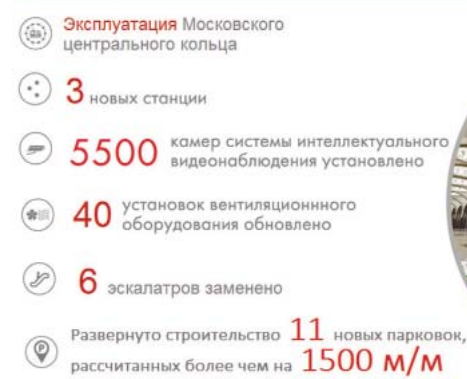 Эксплуатация Московского
центрального кольца
3 новых станции
5500 камер системы интеллектуального
видеонаблюдения установлено
40 установок вентиляционнного
оборудования обновлено
6 эскалатров заменено
Развернуто строительство 11 новых парковок,
рассчитанных более чем на 1500 м/м